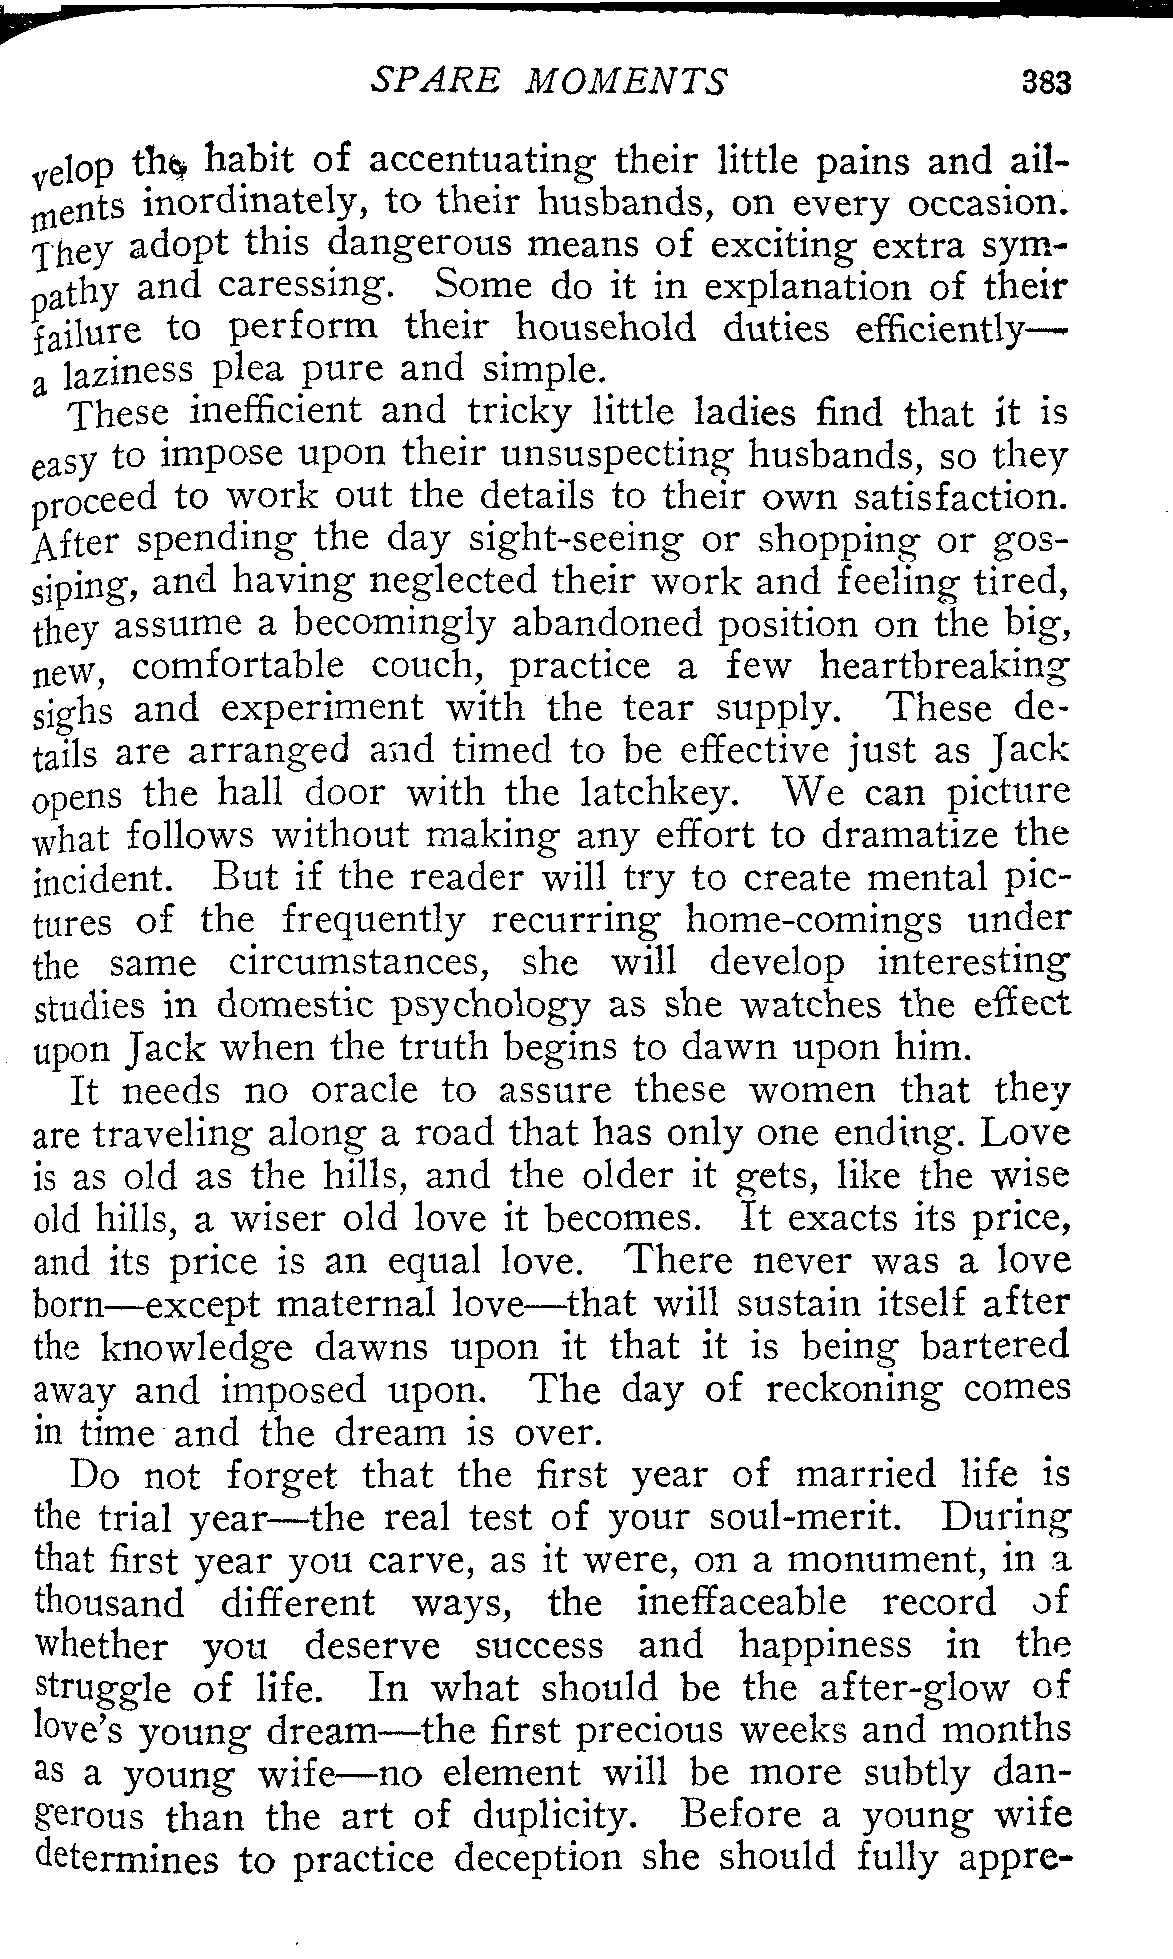 SPARE MOMENTS 383
velop the habit of accentuating their little pains and ail-
ments inordinately, to their husbands, on every occasion.
They adopt this dangerous means of exciting extra sym-
pathy and caressing. Some do it in explanation of their
failure to perform their household duties efficiently—
a laziness plea pure and simple.
These inefficient and tricky little ladies find that it is
easy to impose upon their unsuspecting husbands, so they
proceed to work out the details to their own satisfaction.
After spending the day sight-seeing or shopping or gos-
siping, and having neglected their work and feeling tired,
they assume a becomingly abandoned position on the big,
new, comfortable couch, practice a few heartbreaking
sighs and experiment with the tear supply. These de-
tails are arranged and timed to be effective just as Jack
opens the hall door with the latchkey. We can picture
what follows without making any effort to dramatize the
incident. But if the reader will try to create mental pic-
tures of the frequently recurring home-comings under
the same circumstances, she will develop interesting
studies in domestic psychology as she watches the effect
upon Jack when the truth begins to dawn upon him.
It needs no oracle to assure these women that they
are traveling along a road that has only one ending. Love
is as old as the hills, and the older it gets, like the wise
old hills, a wiser old love it becomes. It exacts its price,
and its price is an equal love. There never was a love
born—except maternal love—that will sustain itself after
the knowledge dawns upon it that it is being bartered
away and imposed upon. The day of reckoning comes
in time and the dream is over.
Do not forget that the first year of married life is
the trial year—the real test of your soul-merit. During
that first year you carve, as it were, on a monument, in a
thousand different ways, the ineffaceable record of
whether you deserve success and happiness in the
struggle of life. In what should be the after-glow of
love's young dream—the first precious weeks and months
as a young wife—no element will be more subtly dan-
gerous than the art of duplicity. Before a young wife
determines to practice deception she should fully appre-